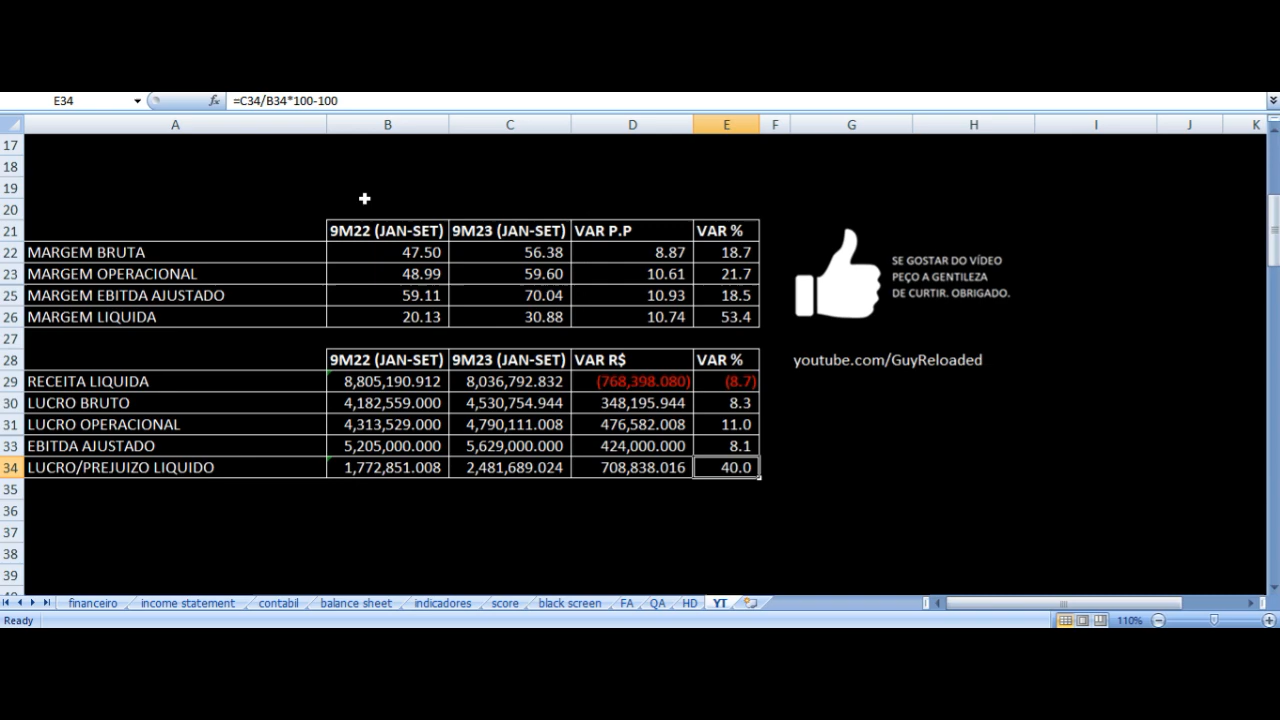 E34 fx =C34/B34*100-100
A B C D E F G H I J K
17
18
19
20
21 9M22 (JAN-SET) 9M23 (JAN-SET) VAR P.P VAR %
22 MARGEM BRUTA 47.50 56.38 8.87 18.7
23 MARGEM OPERACIONAL 48.99 59.60 10.61 21.7
25 MARGEM EBITDA AJUSTADO 59.11 70.04 10.93 18.5
26 MARGEM LIQUIDA 20.13 30.88 10.74 53.4
SE GOSTAR DO VÍDEO
PEÇO A GENTILEZA
DE CURTIR. OBRIGADO.
27
28 9M22 (JAN-SET) 9M23 (JAN-SET) VAR R$ VAR %
youtube.com/GuyReloaded
29 RECEITA LIQUIDA 8,805,190.912 8,036,792.832 (768,398.080) (8.7)
30 LUCRO BRUTO 4,182,559.000 4,530,754.944 348,195.944 8.3
31 LUCRO OPERACIONAL 4,313,529.000 4,790,111.008 476,582.008 11.0
33 EBITDA AJUSTADO 5,205,000.000 5,629,000.000 424,000.000 8.1
34 LUCRO/PREJUIZO LIQUIDO 1,772,851.008 2,481,689.024 708,838.016 40.0
35
36
37
38
39
financeiro income statement contabil balance sheet indicadores score black screen FA QA HD YT
Ready 110%